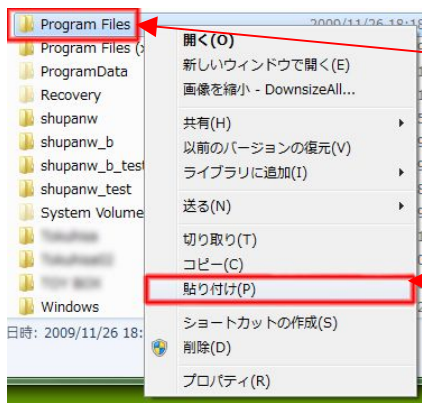 Program Files
2009/11/26 18:18
Program Files (x
ProgramData
Recovery
shupanw
shupanw_b
shupanw_b_test
shupanw_test
System Volume
Windows
日時: 2009/11/26 18:
開く(O)
新しいウィンドウで開く(E)
画像を縮小 - DownsizeAll...
共有(H)
以前のバージョンの復元(V)
ライブラリに追加(I)
送る(N)
切り取り(T)
コピー(C)
貼り付け(P)
ショートカットの作成(S)
削除(D)
プロパティ(R)